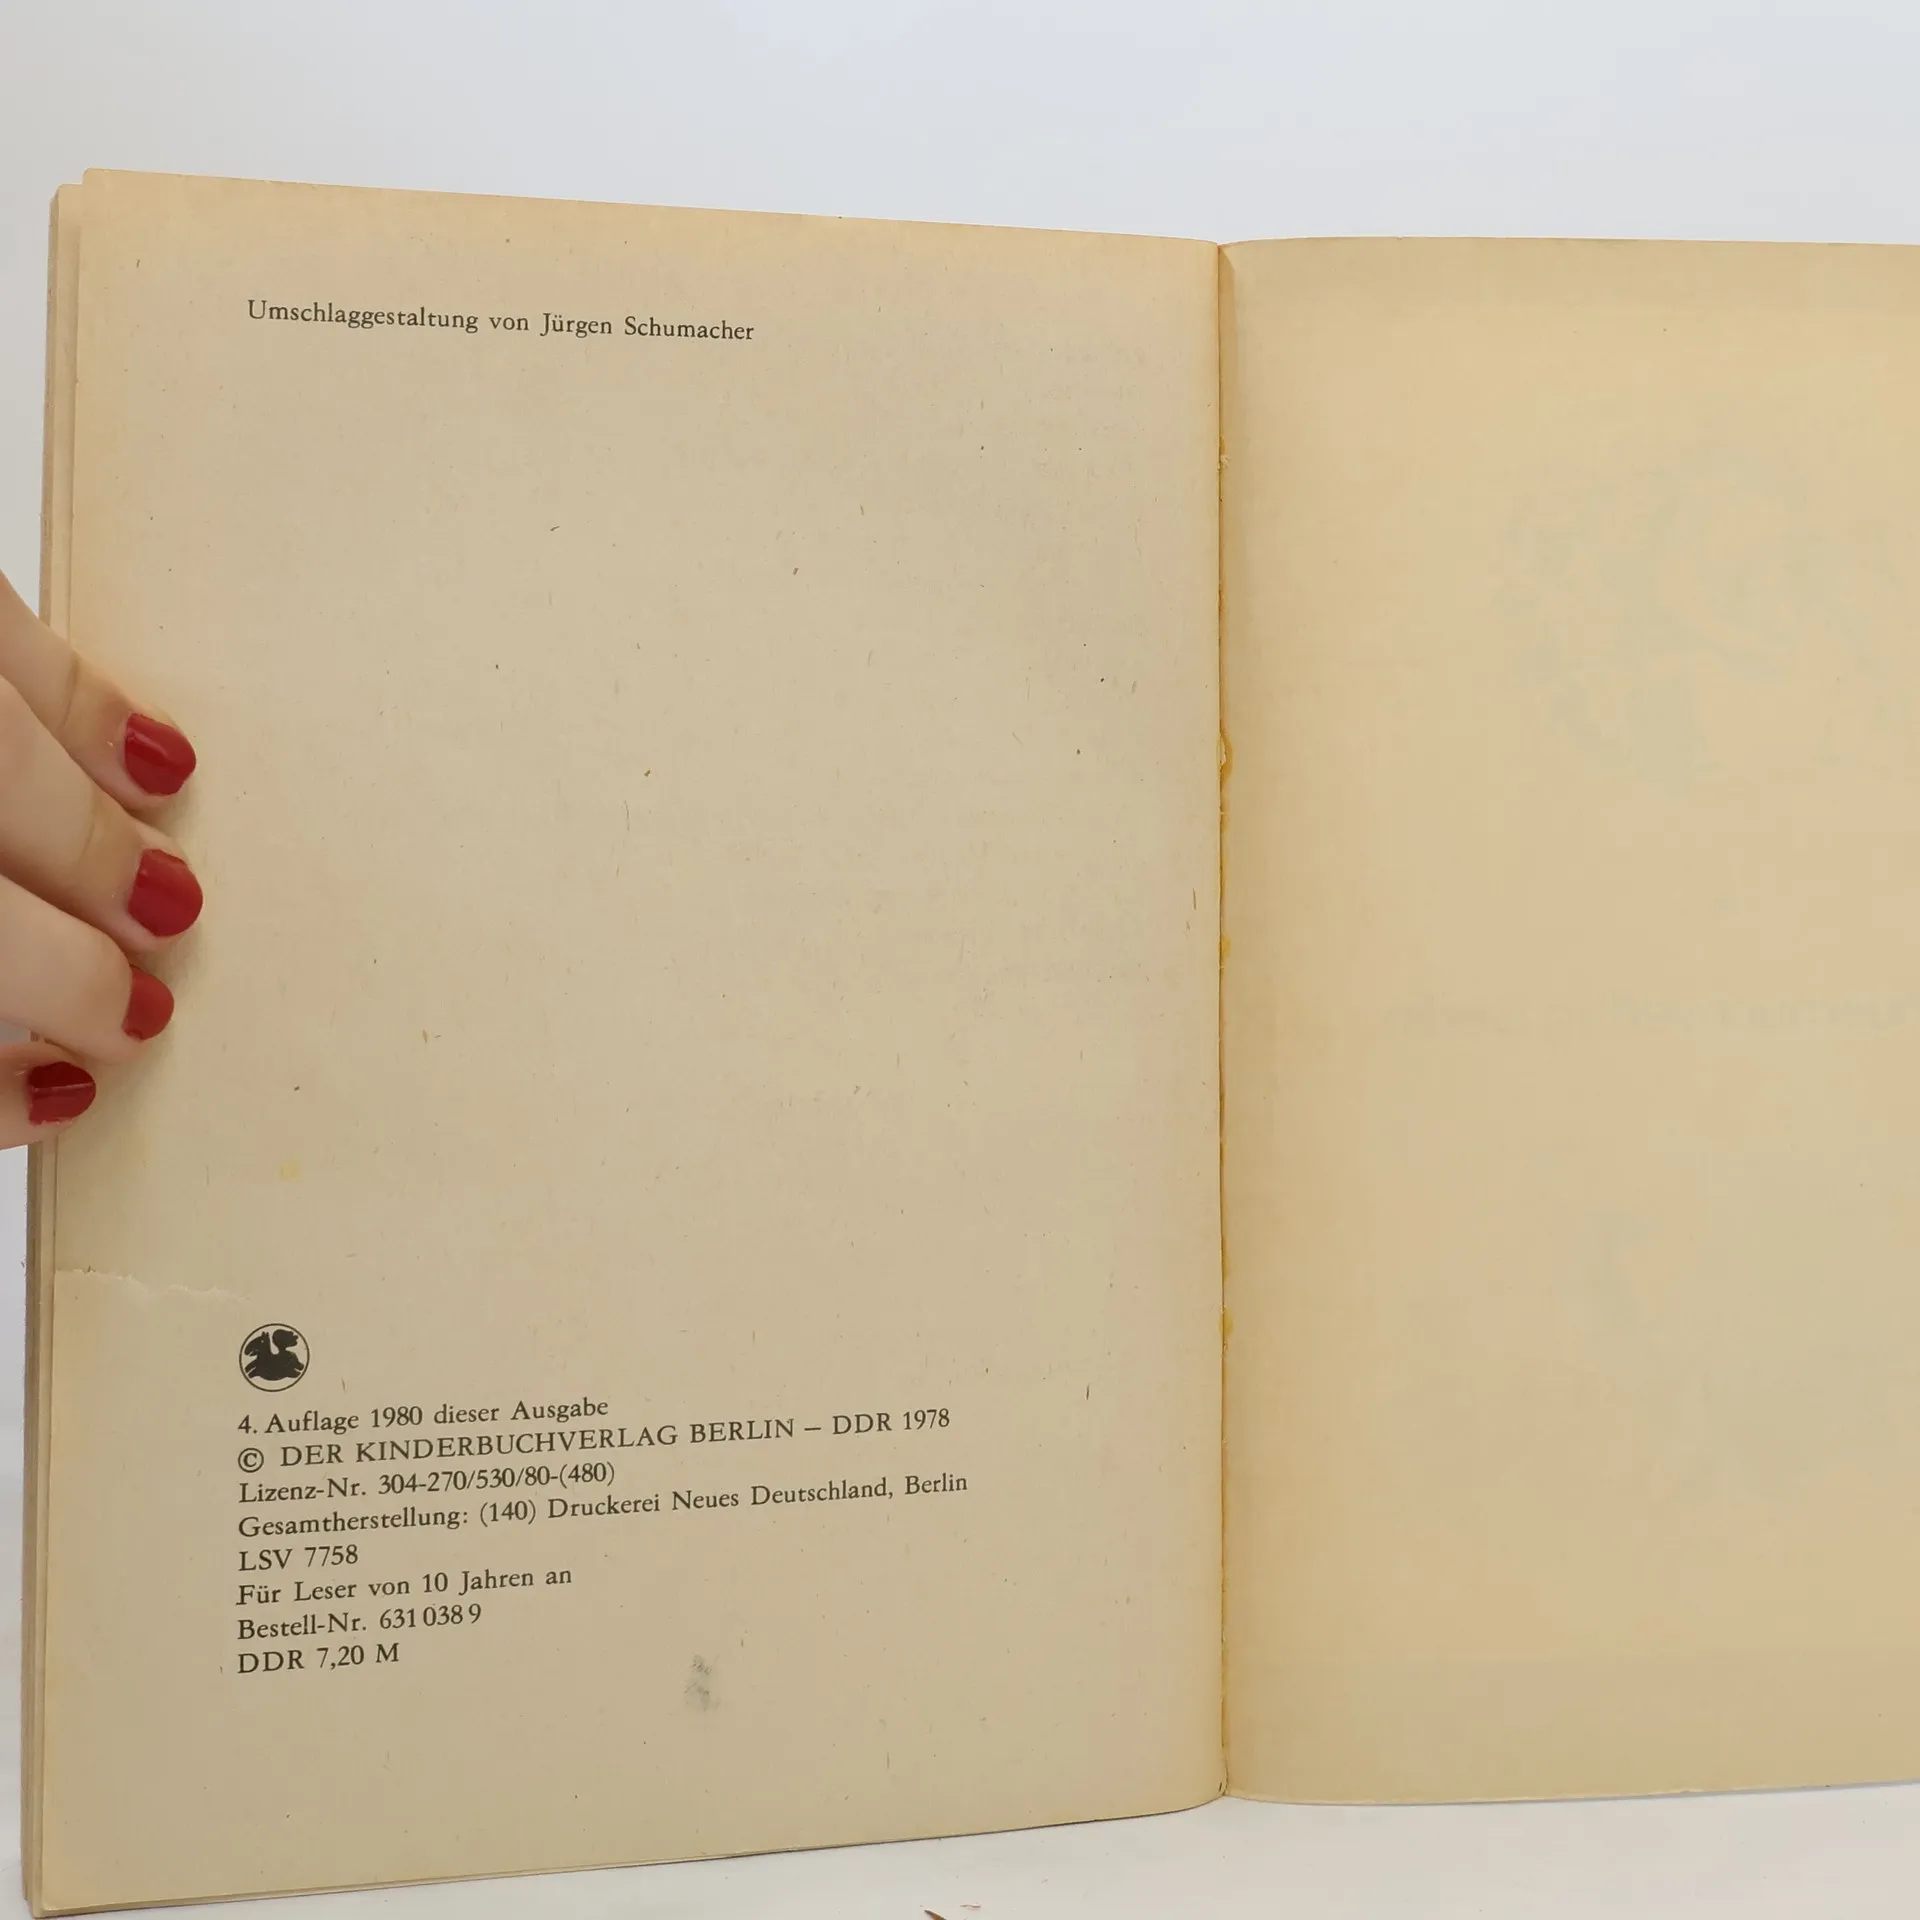 Umschlaggestaltung von Jürgen Schumacher
4. Auflage 1980 dieser Ausgabe
© DER KINDERBUCHVERLAG BERLIN – DDR 1978
Lizenz-Nr. 304-270/530/80-(480)
Gesamtherstellung: (140) Druckerei Neues Deutschland, Berlin
LSV 7758
Für Leser von 10 Jahren an
Bestell-Nr. 631 038 9
DDR 7,20 M